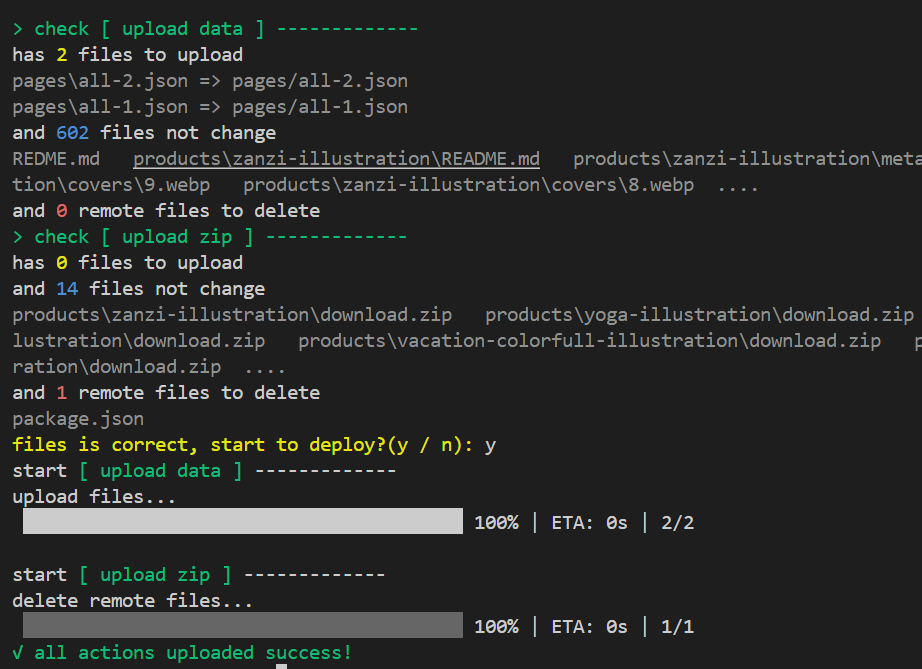 > check [ upload data ] -------------
has 2 files to upload
pages\all-2.json => pages/all-2.json
pages\all-1.json => pages/all-1.json
and 602 files not change
REDME.md   products\zanzi-illustration\README.md   products\zanzi-illustration\meta
tion\covers\9.webp   products\zanzi-illustration\covers\8.webp  ....
and 0 remote files to delete
> check [ upload zip ] -------------
has 0 files to upload
and 14 files not change
products\zanzi-illustration\download.zip   products\yoga-illustration\download.zip
lustration\download.zip   products\vacation-colorfull-illustration\download.zip   p
ration\download.zip  ....
and 1 remote files to delete
package.json
files is correct, start to deploy?(y / n): y
start [ upload data ] -------------
upload files...
100% | ETA: 0s | 2/2
start [ upload zip ] -------------
delete remote files...
100% | ETA: 0s | 1/1
√ all actions uploaded success!